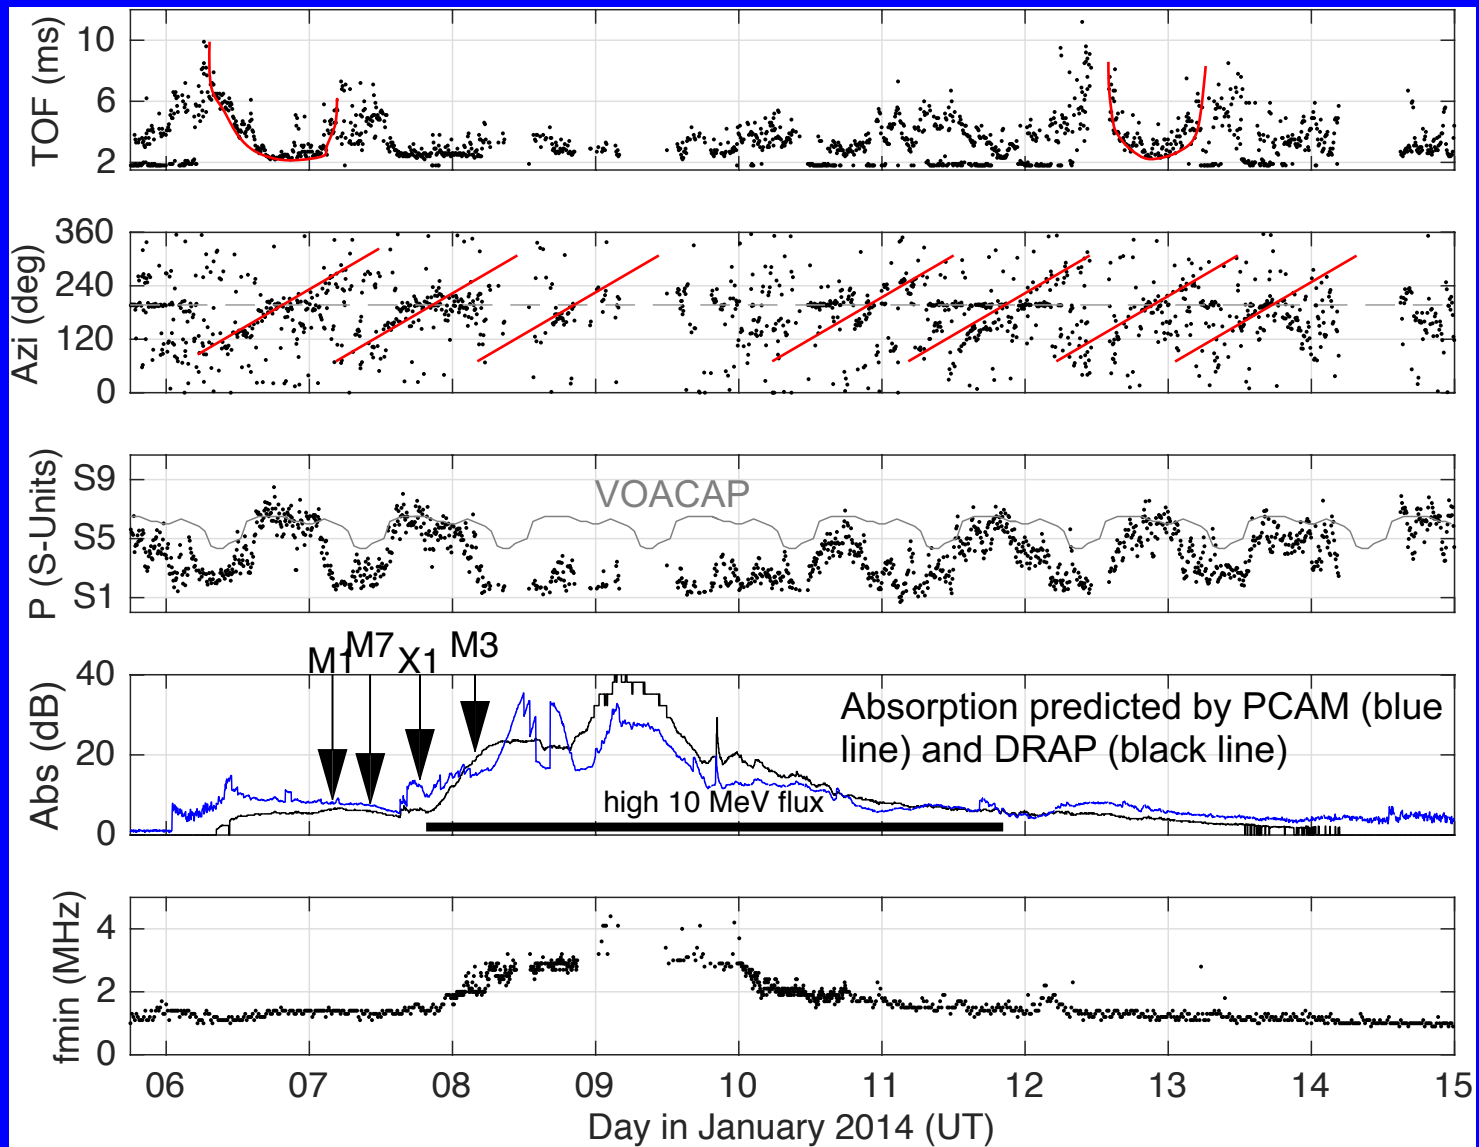 TOF (ms)
10
6
2
Azi (deg)
360
240
120
0
P (S-Units)
S9
S5
S1
VOACAP
M1
M7
X1
M3
Abs (dB)
40
20
0
Absorption predicted by PCAM (blue
line) and DRAP (black line)
high 10 MeV flux
fmin (MHz)
4
2
0
06 07 08 09 10 11 12 13 14 15
Day in January 2014 (UT)